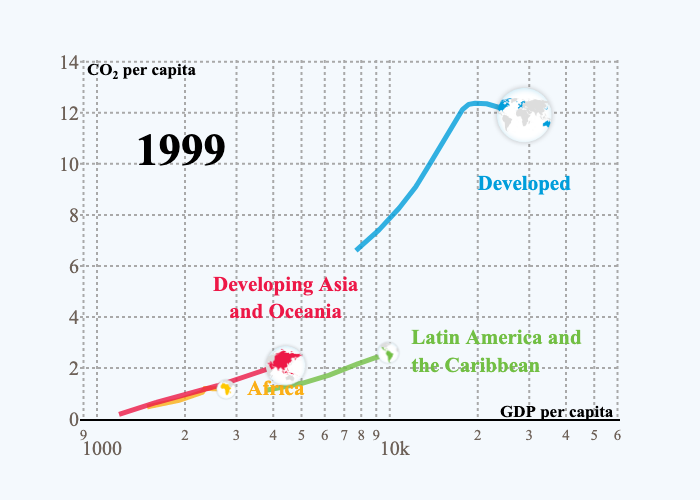 14
CO₂ per capita
12
1999
10
Developed
8
6
Developing Asia
and Oceania
4
Latin America and
the Caribbean
2
Africa
GDP per capita
0
9 2 3 4 5 6 7 8 9 2 3 4 5 6
1000 10k